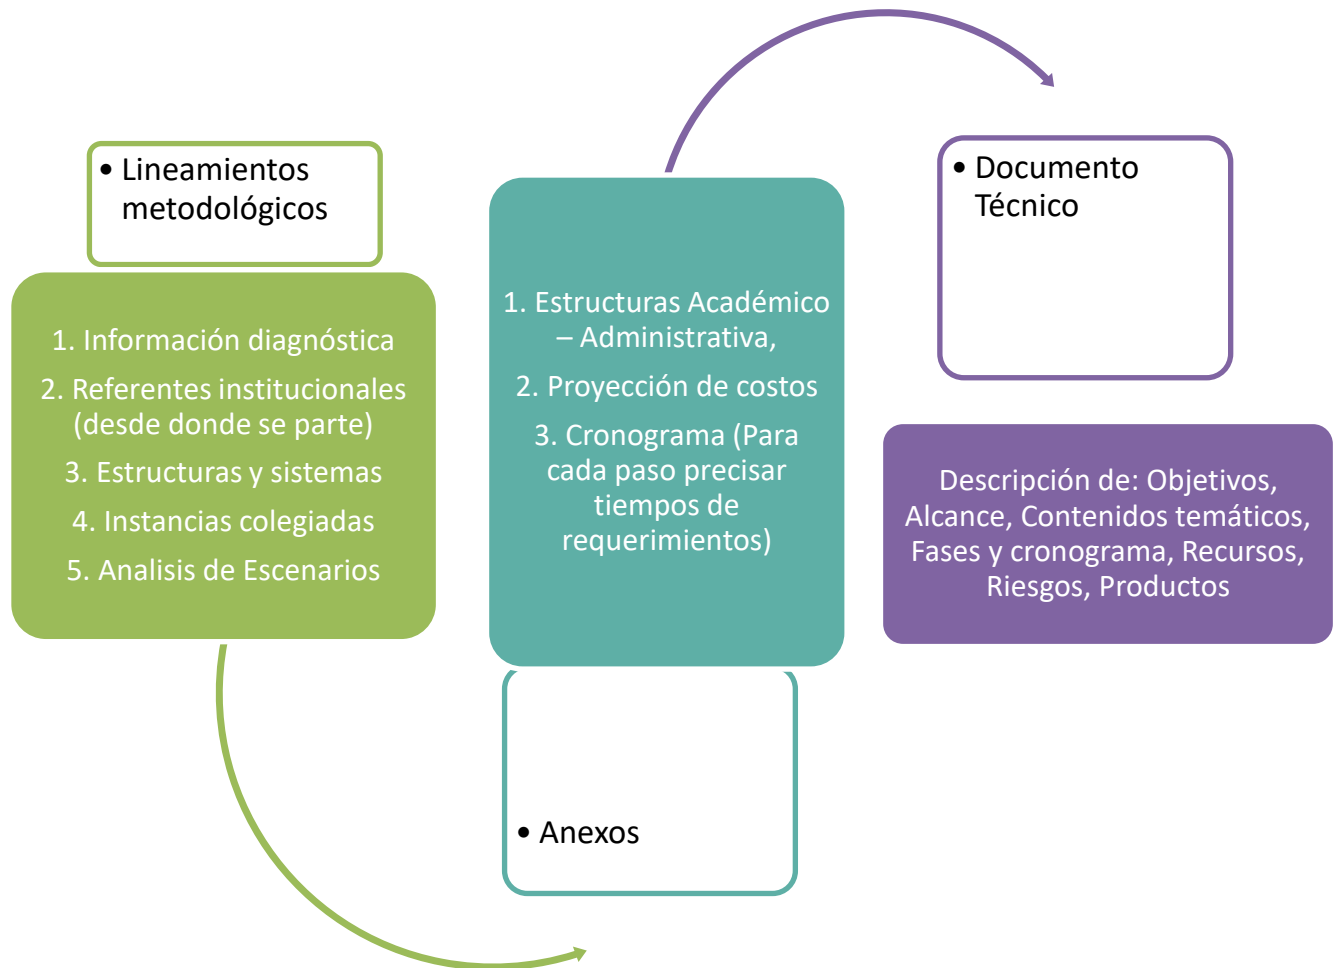 • Lineamientos
metodológicos
1. Información diagnóstica
2. Referentes institucionales
(desde donde se parte)
3. Estructuras y sistemas
4. Instancias colegiadas
5. Analisis de Escenarios
1. Estructuras Académico
– Administrativa,
2. Proyección de costos
3. Cronograma (Para
cada paso precisar
tiempos de
requerimientos)
• Anexos
• Documento
Técnico
Descripción de: Objetivos,
Alcance, Contenidos temáticos,
Fases y cronograma, Recursos,
Riesgos, Productos